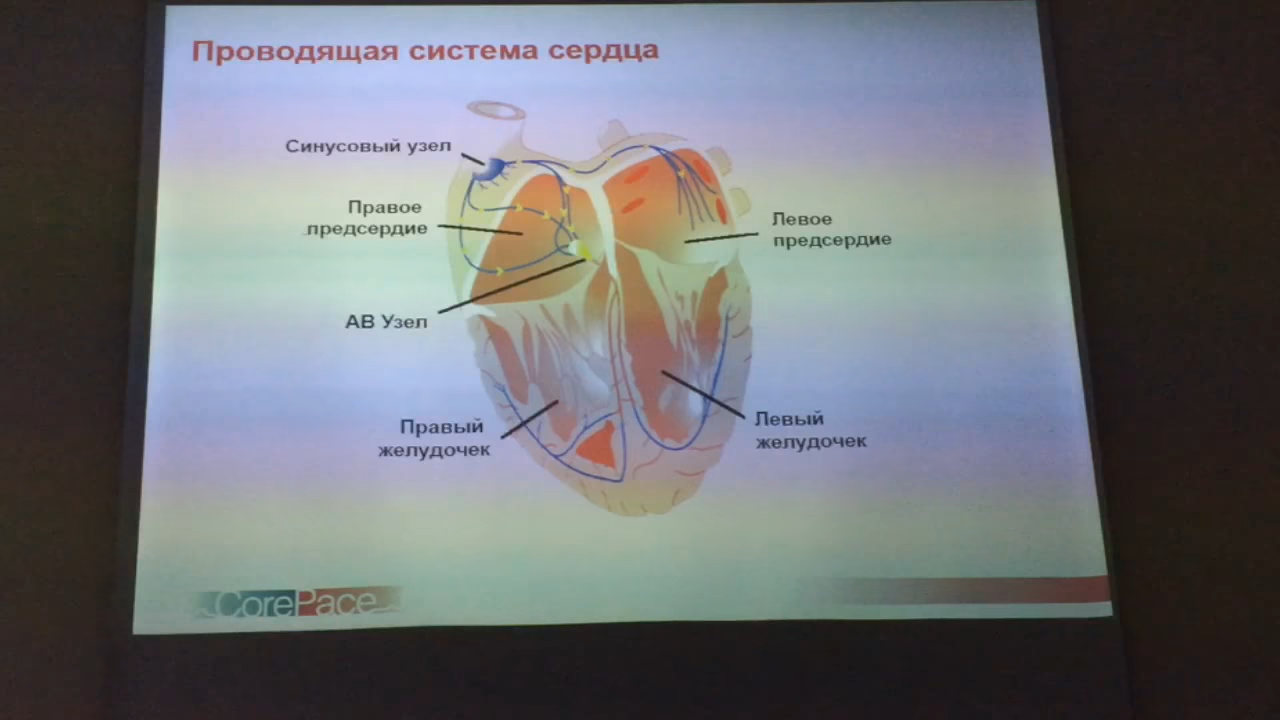 Проводящая система сердца
Синусовый узел
Правое
предсердие
Левое
предсердие
АВ Узел
Правый
желудочек
Левый
желудочек
CorePace